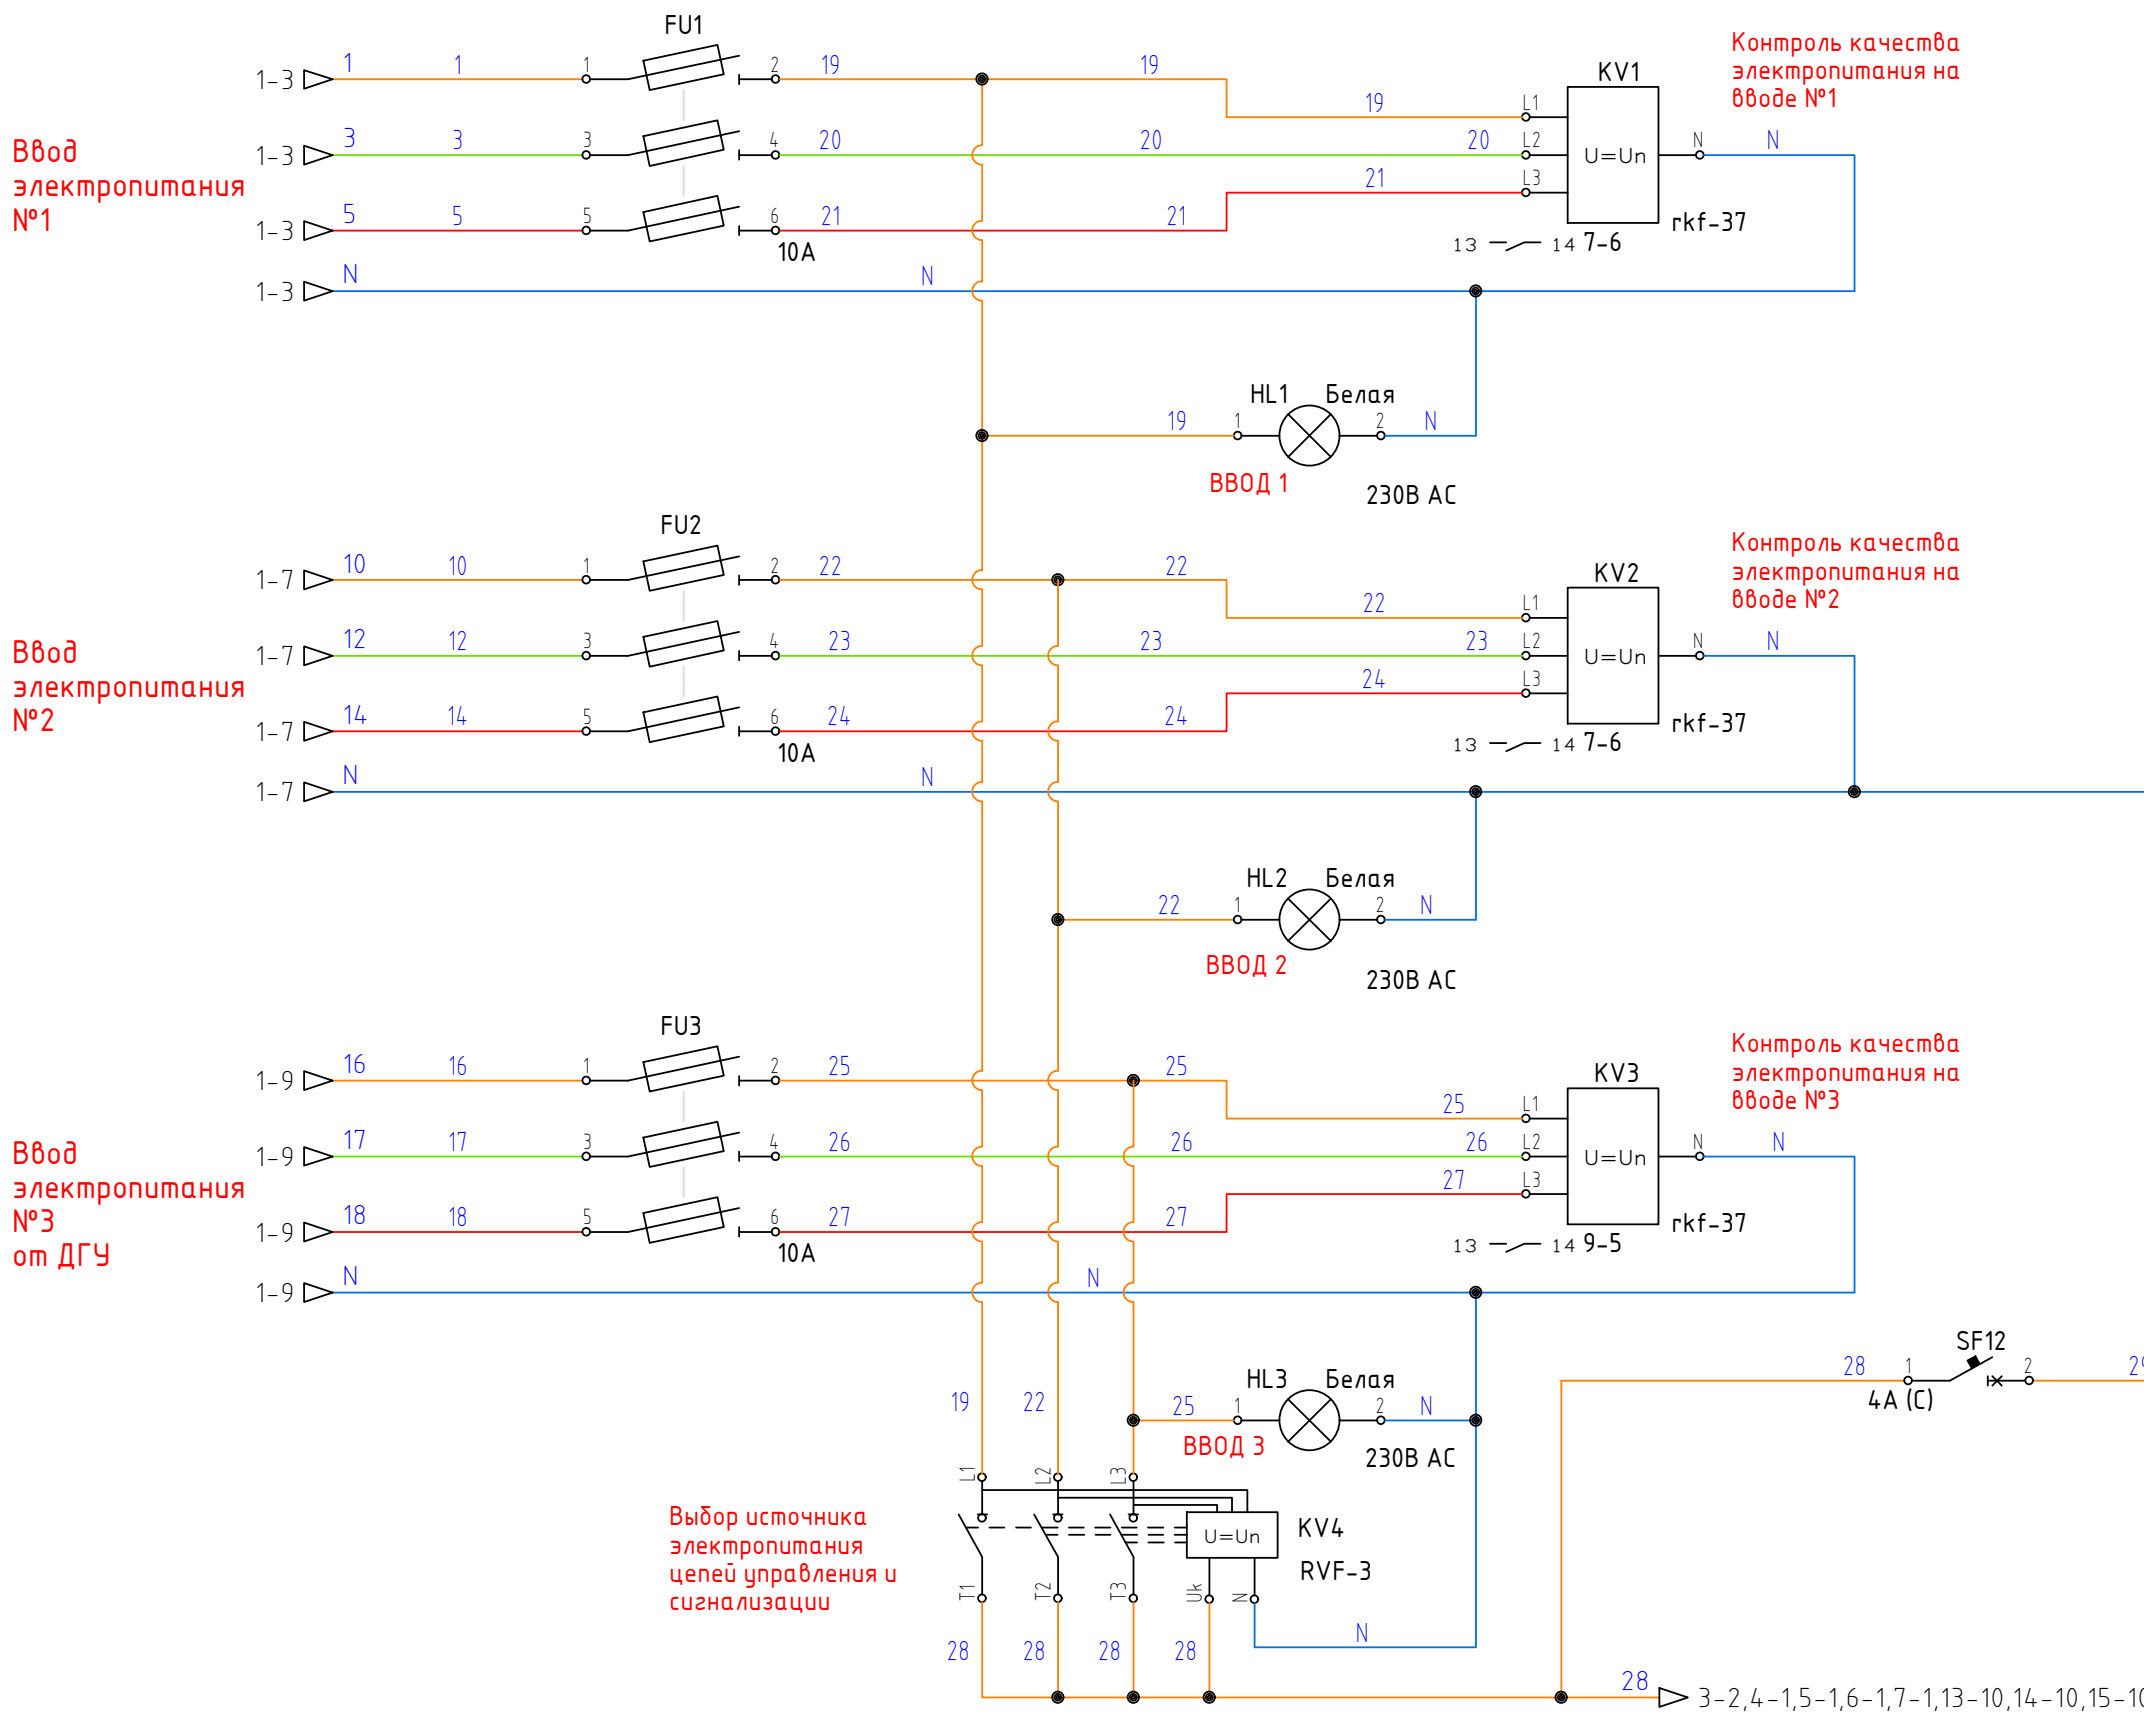 FU1
1-3 1 1 1 2 19 19
19 L1
KV1
Контроль качества
электропитания на
вводе №1
Ввод
электропитания
№1
1-3 3 3 3 4 20 20 20 L2 U=Un N N
21 L3
1-3 5 5 5 6 21 21
10А
rkf-37
13 14 7-6
1-3 N N
HL1 Белая
19 1 2 N
ВВОД 1
230В АС
FU2
1-7 10 10 1 2 22 22
22 L1
KV2
Контроль качества
электропитания на
вводе №2
Ввод
электропитания
№2
1-7 12 12 3 4 23 23 23 L2 U=Un N N
24 L3
1-7 14 14 5 6 24 24
10А
rkf-37
13 14 7-6
1-7 N N
HL2 Белая
22 1 2 N
ВВОД 2
230В АС
FU3
1-9 16 16 1 2 25 25
25 L1
KV3
Контроль качества
электропитания на
вводе №3
Ввод
электропитания
№3
от ДГУ
1-9 17 17 3 4 26 26 26 L2 U=Un N N
27 L3
1-9 18 18 5 6 27 27
10А
rkf-37
13 14 9-5
1-9 N N
SF12
28 1 2
4А (С)
HL3 Белая
19 22 25 1 2 N
ВВОД 3
230В АС
L1 L2 L3
Выбор источника
электропитания
цепей управления и
сигнализации
U=Un
KV4
RVF-3
T1 T2 T3 Uk N
28 28 28 28 N
28
3-2,4-1,5-1,6-1,7-1,13-10,14-10,15-10